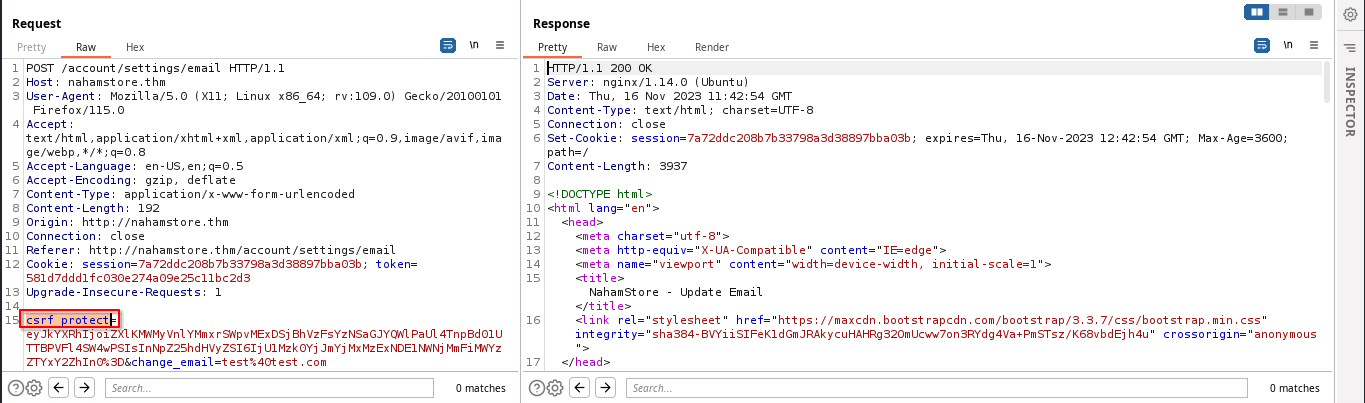 Request
Pretty Raw Hex \n
1 POST /account/settings/email HTTP/1.1
2 Host: nahamstore.thm
3 User-Agent: Mozilla/5.0 (X11; Linux x86_64; rv:109.0) Gecko/20100101
Firefox/115.0
4 Accept:
text/html,application/xhtml+xml,application/xml;q=0.9,image/avif,ima
ge/webp,*/*;q=0.8
5 Accept-Language: en-US,en;q=0.5
6 Accept-Encoding: gzip, deflate
7 Content-Type: application/x-www-form-urlencoded
8 Content-Length: 192
9 Origin: http://nahamstore.thm
10 Connection: close
11 Referer: http://nahamstore.thm/account/settings/email
12 Cookie: session=7a72ddc208b7b33798a3d38897bba03b; token=
581d7ddd1fc030e274a09e25c11bc2d3
13 Upgrade-Insecure-Requests: 1
14
15 csrf_protect=
&change_email=test%40test.com
Search... 0 matches
Response
Pretty Raw Hex Render \n
1 HTTP/1.1 200 OK
2 Server: nginx/1.14.0 (Ubuntu)
3 Date: Thu, 16 Nov 2023 11:42:54 GMT
4 Content-Type: text/html; charset=UTF-8
5 Connection: close
6 Set-Cookie: session=7a72ddc208b7b33798a3d38897bba03b; expires=Thu, 16-Nov-2023 12:42:54 GMT; Max-Age=3600;
path=/
7 Content-Length: 3937
8
9 <!DOCTYPE html>
10 <html lang="en">
11 <head>
12 <meta charset="utf-8">
13 <meta http-equiv="X-UA-Compatible" content="IE=edge">
14 <meta name="viewport" content="width=device-width, initial-scale=1">
15 <title>
NahamStore - Update Email
</title>
16 <link rel="stylesheet" href="https://maxcdn.bootstrapcdn.com/bootstrap/3.3.7/css/bootstrap.min.css"
integrity="sha384-BVYiiSIFeK1dGmJRAkycuHAHRg32OmUcww7on3RYdg4Va+PmSTsz/K68vbdEjh4u" crossorigin="anonymous
">
17 </head>
Search... 0 matches
INSPECTOR